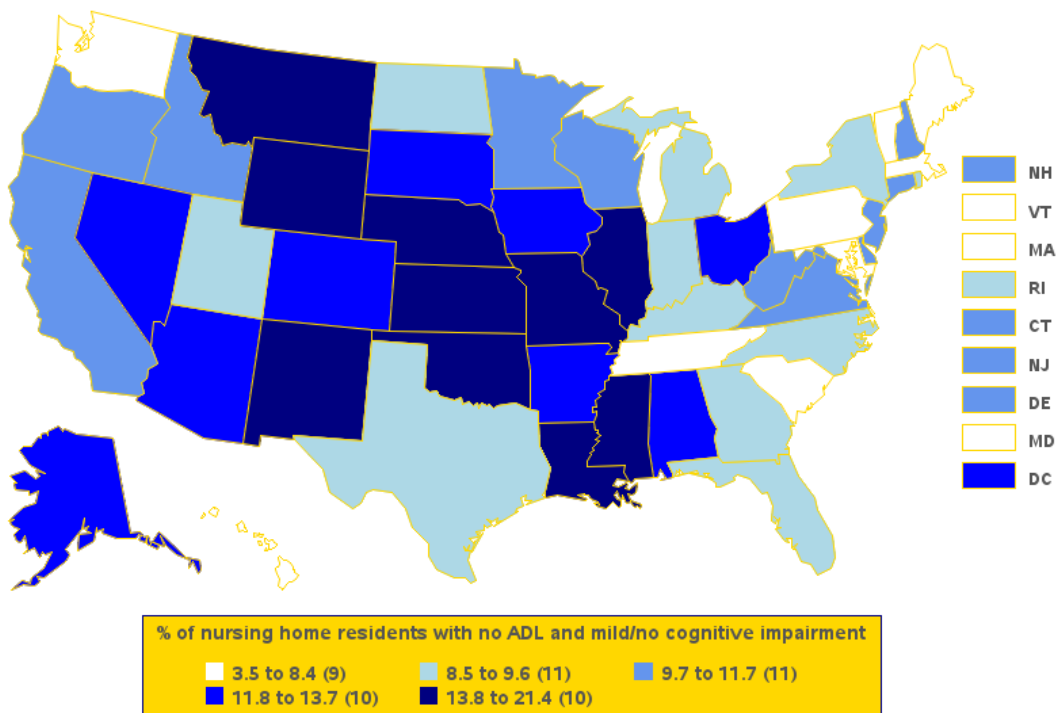 NH
VT
MA
RI
CT
NJ
DE
MD
DC
% of nursing home residents with no ADL and mild/no cognitive impairment
3.5 to 8.4 (9) 8.5 to 9.6 (11) 9.7 to 11.7 (11)
11.8 to 13.7 (10) 13.8 to 21.4 (10)